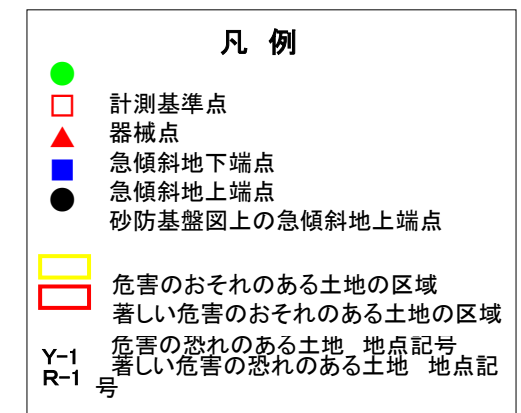 凡 例
計測基準点
器械点
急傾斜地下端点
急傾斜地上端点
砂防基盤図上の急傾斜地上端点
危害のおそれのある土地の区域
著しい危害のおそれのある土地の区域
Y-1 危害の恐れのある土地 地点記号
R-1 著しい危害の恐れのある土地 地点記
号